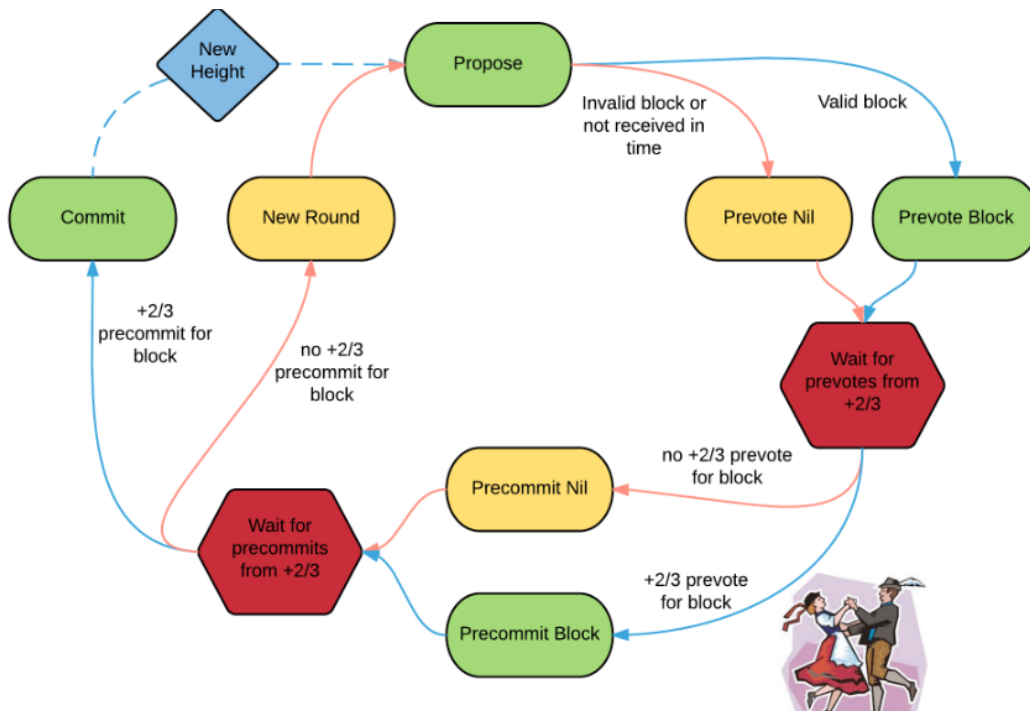 New
Height
Propose
Invalid block or
not received in
time
Valid block
Commit
New Round
Prevote Nil
Prevote Block
+2/3
precommit for
block
no +2/3
precommit for
block
Wait for
prevotes from
+2/3
no +2/3 prevote
for block
Precommit Nil
Wait for
precommits
from +2/3
+2/3 prevote
for block
Precommit Block